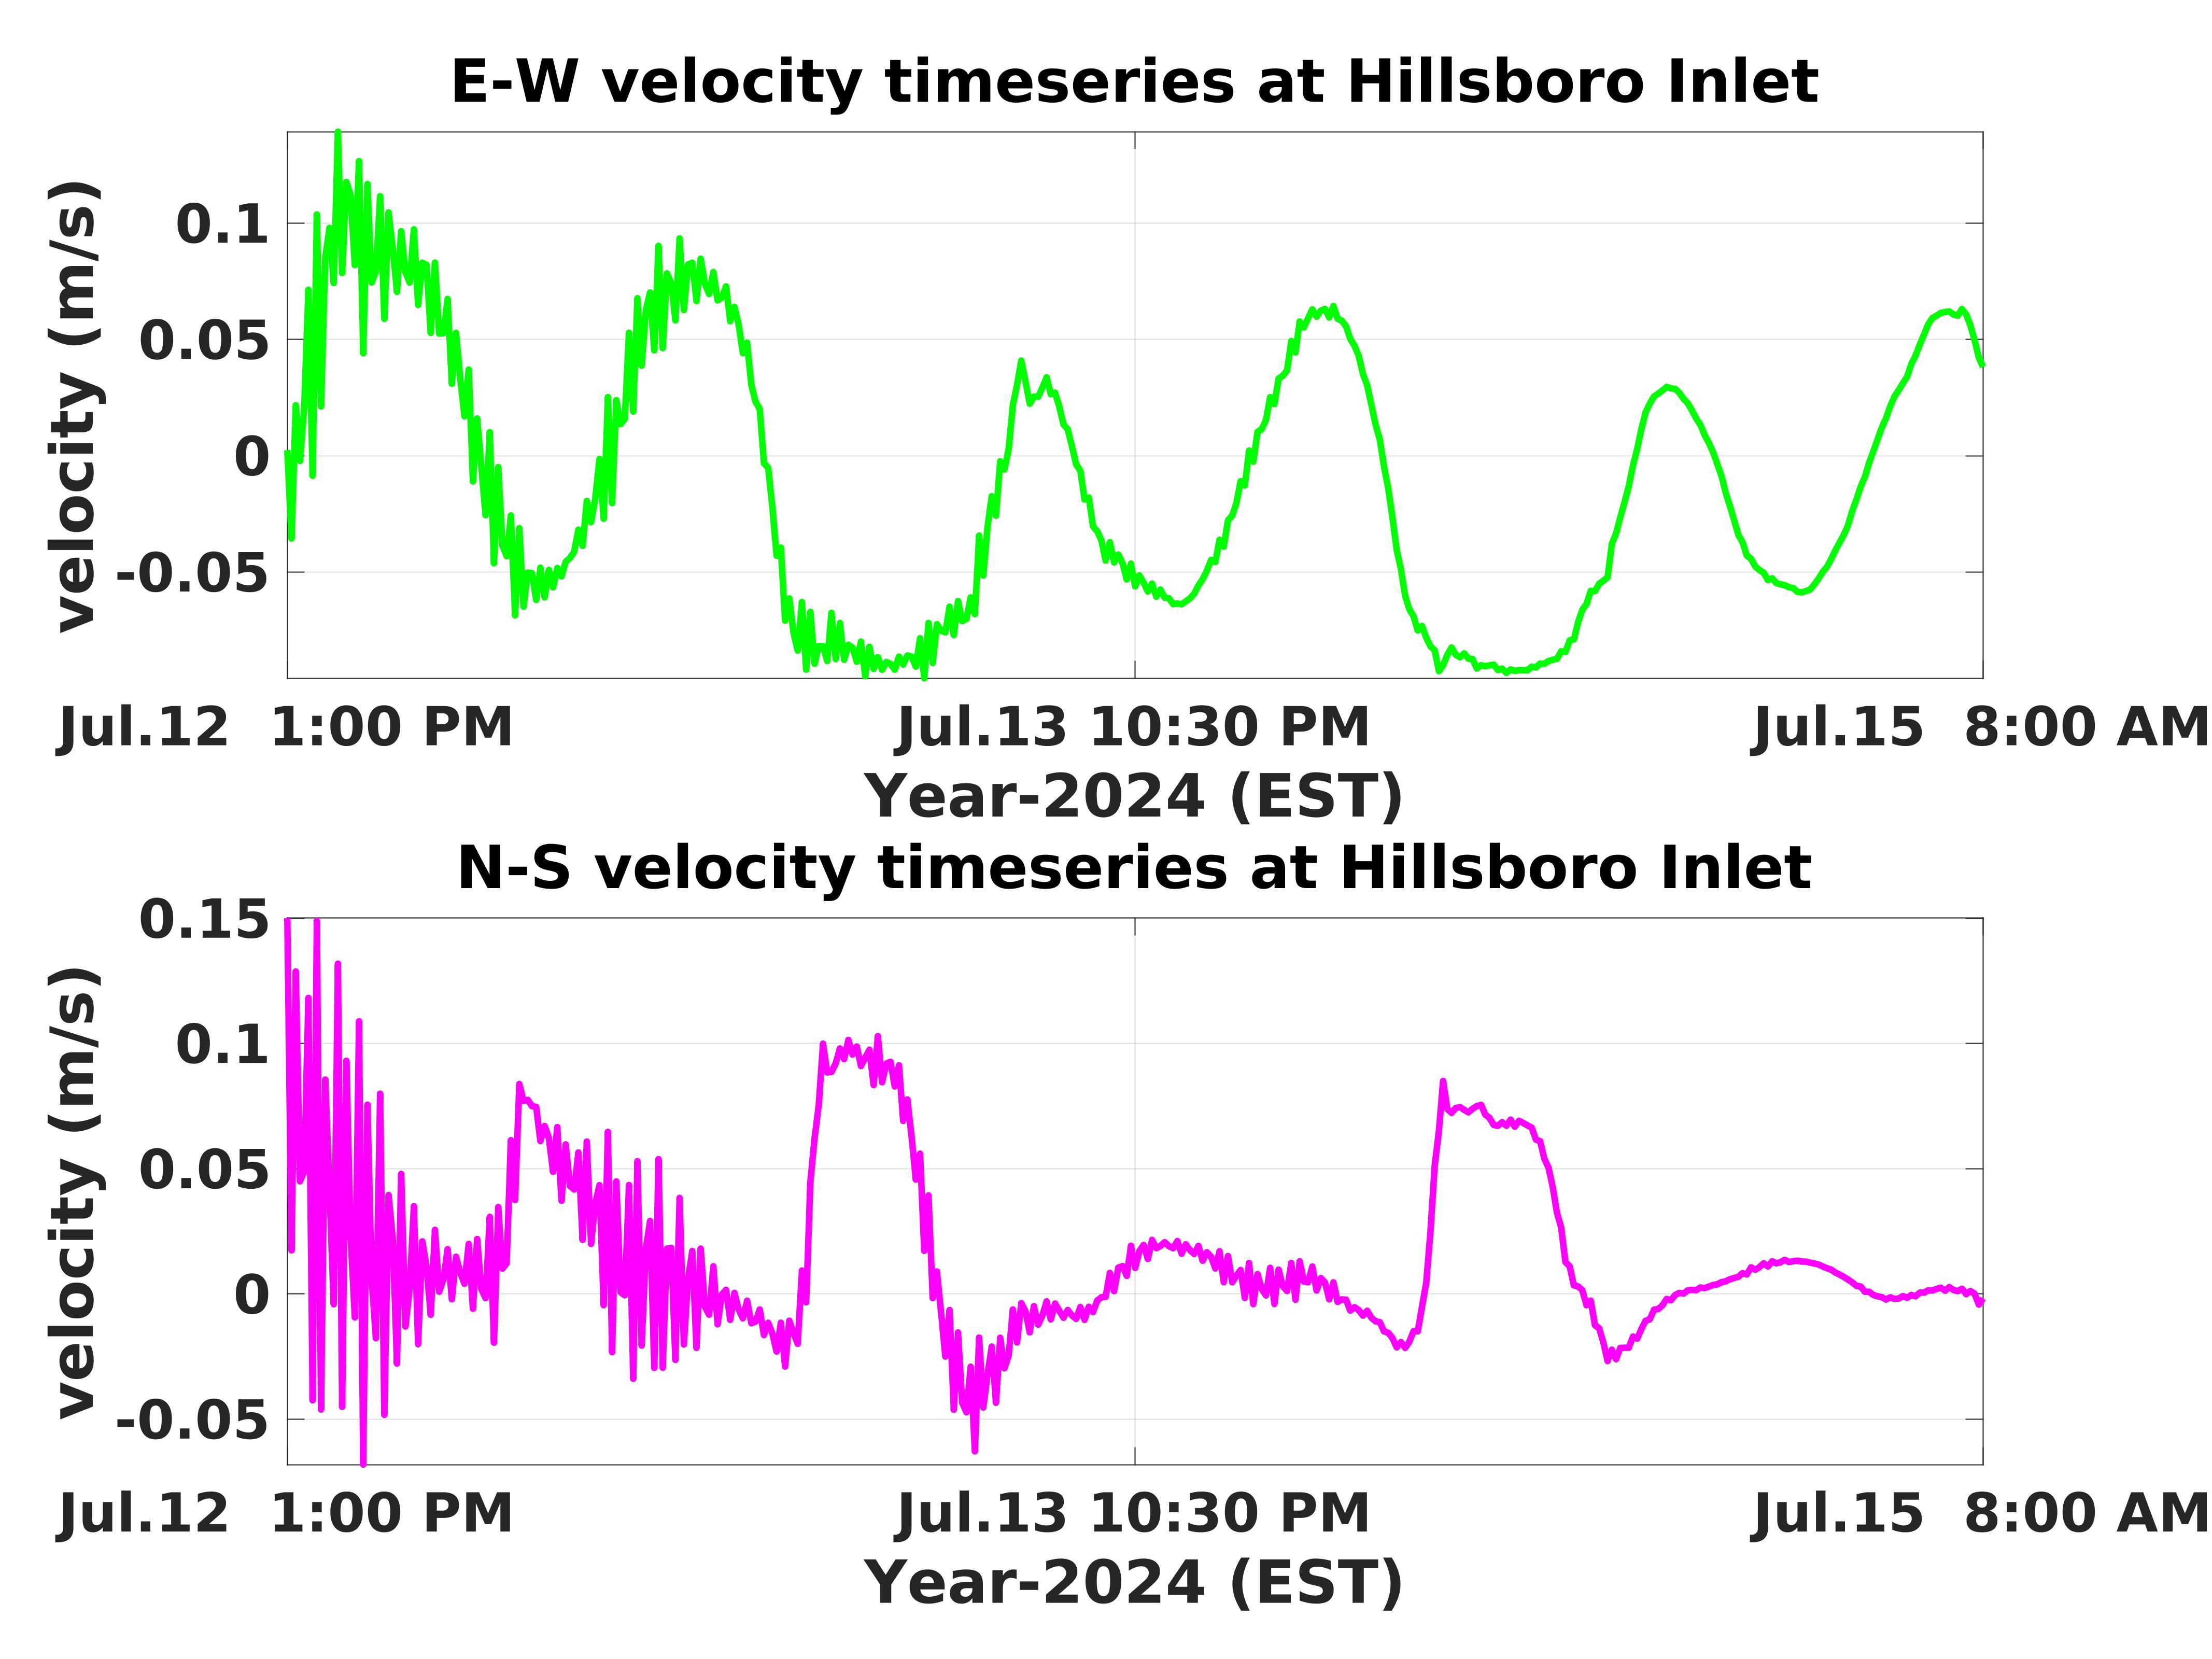 E-W velocity timeseries at Hillsboro Inlet
velocity (m/s)
0.1
0.05
0
-0.05
Jul.12  1:00 PM
Jul.13 10:30 PM
Jul.15  8:00 AM
Year-2024 (EST)
N-S velocity timeseries at Hillsboro Inlet
velocity (m/s)
0.15
0.1
0.05
0
-0.05
Jul.12  1:00 PM
Jul.13 10:30 PM
Jul.15  8:00 AM
Year-2024 (EST)